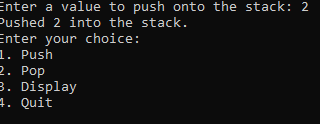 Enter a value to push onto the stack: 2
Pushed 2 into the stack.
Enter your choice:
1. Push
2. Pop
3. Display
4. Quit